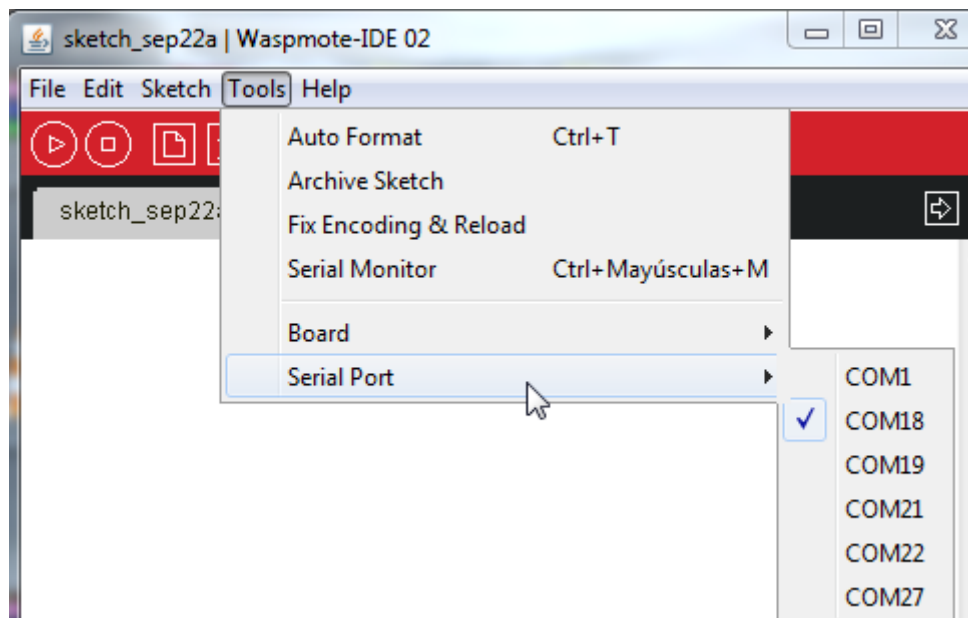 sketch_sep22a | Waspmote-IDE 02
File Edit Sketch Tools Help
Auto Format Ctrl+T
Archive Sketch
sketch_sep22a
Fix Encoding & Reload
Serial Monitor Ctrl+Mayúsculas+M
Board
Serial Port
COM1
COM18
COM19
COM21
COM22
COM27